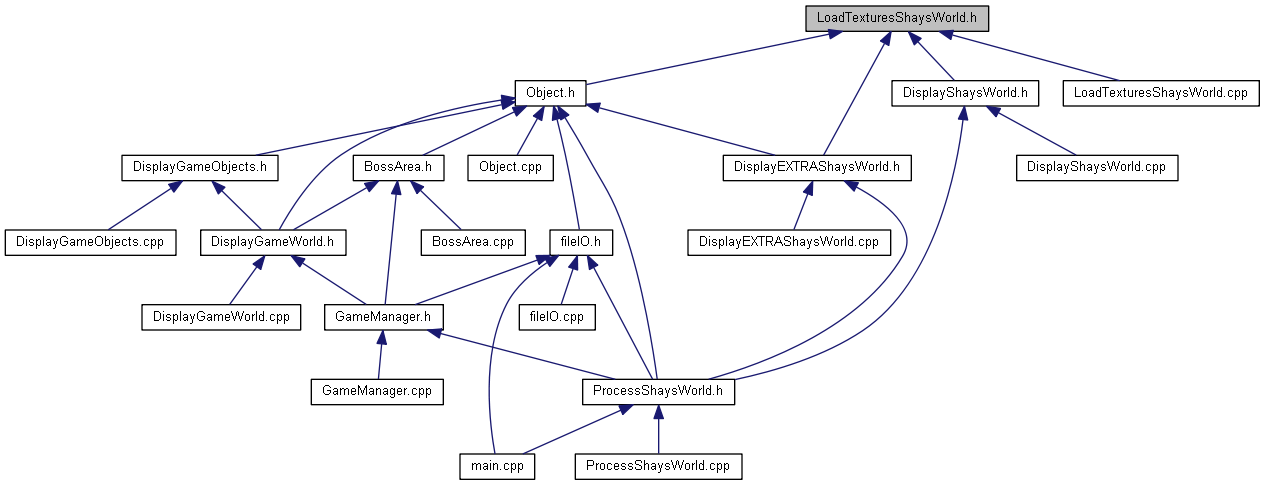 LoadTexturesShaysWorld.h
Object.h
DisplayShaysWorld.h
LoadTexturesShaysWorld.cpp
DisplayGameObjects.h
BossArea.h
Object.cpp
DisplayEXTRAShaysWorld.h
DisplayShaysWorld.cpp
DisplayGameObjects.cpp
DisplayGameWorld.h
BossArea.cpp
fileIO.h
DisplayEXTRAShaysWorld.cpp
DisplayGameWorld.cpp
GameManager.h
fileIO.cpp
GameManager.cpp
ProcessShaysWorld.h
main.cpp
ProcessShaysWorld.cpp